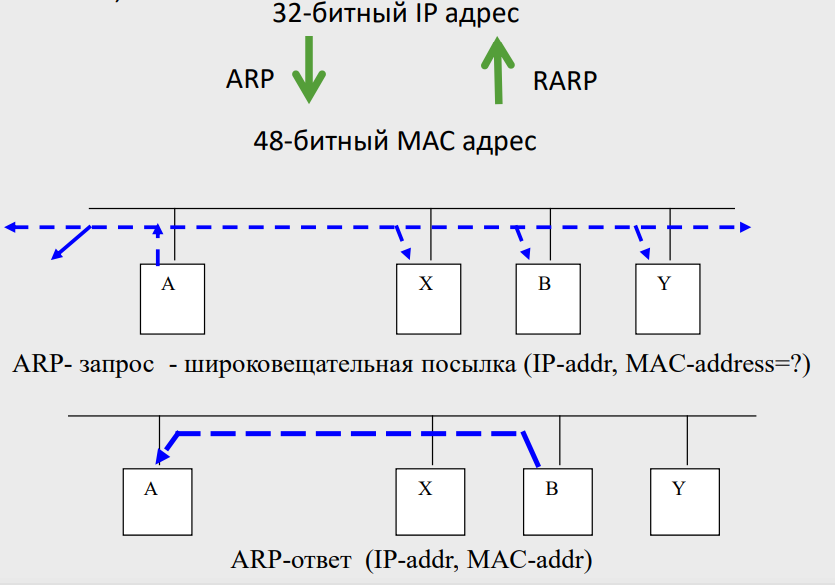 32-битный IP адрес
ARP
RARP
48-битный MAC адрес
A
X
B
Y
ARP- запрос - широковещательная посылка (IP-addr, MAC-address=?)
A
X
B
Y
ARP-ответ (IP-addr, MAC-addr)